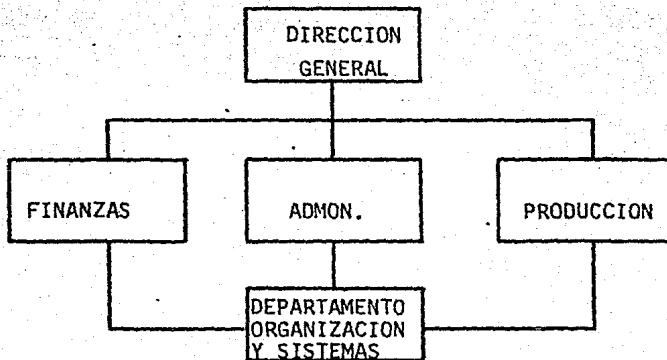 DIRECCION
GENERAL
FINANZAS
ADMON.
PRODUCCION
DEPARTAMENTO
ORGANIZACION
Y SISTEMAS